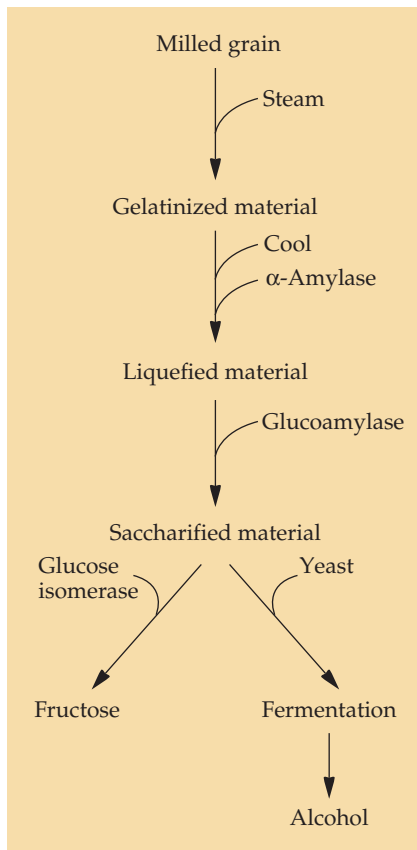 Milled grain
Steam
Gelatinized material
Cool
α-Amylase
Liquefied material
Glucoamylase
Saccharified material
Glucose
isomerase
Yeast
Fructose
Fermentation
Alcohol